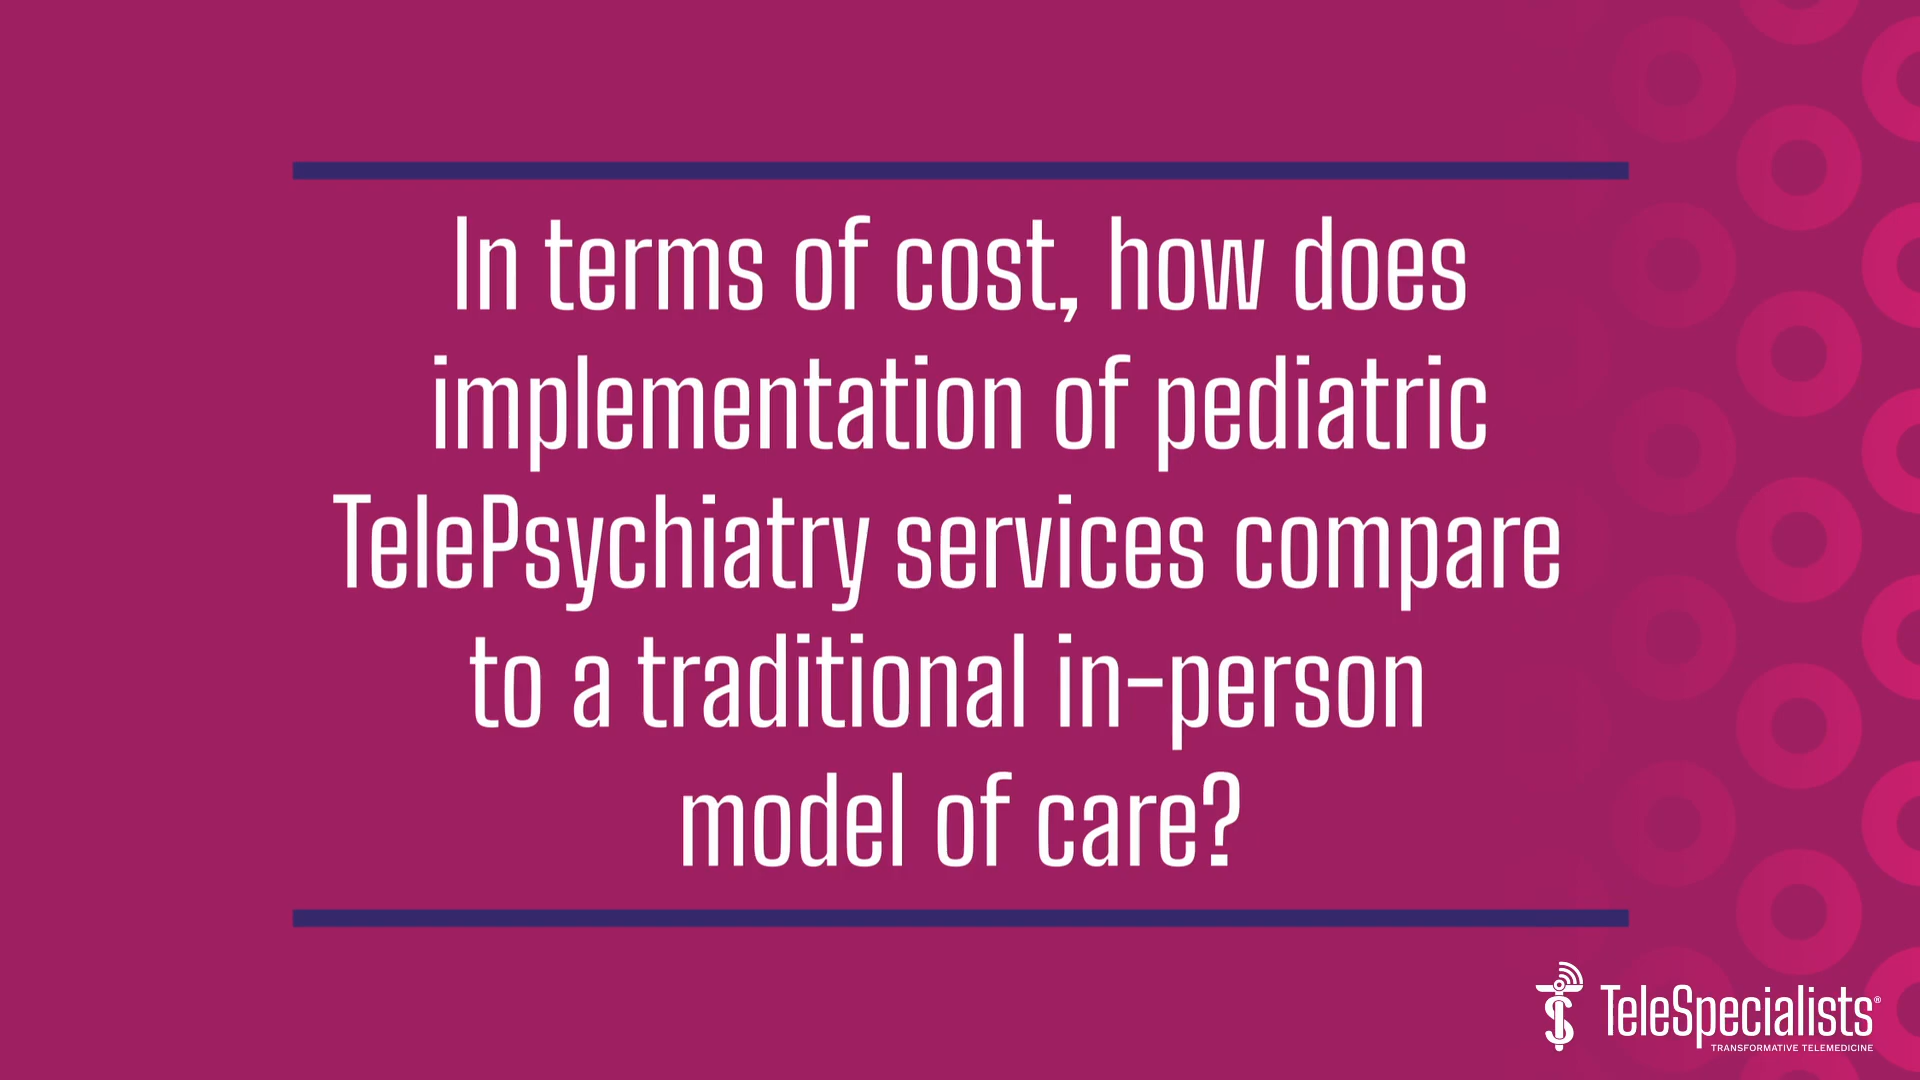 In terms of cost, how does
implementation of pediatric
TelePsychiatry services compare
to a traditional in-person
model of care?
TeleSpecialists®
TRANSFORMATIVE TELEMEDICINE